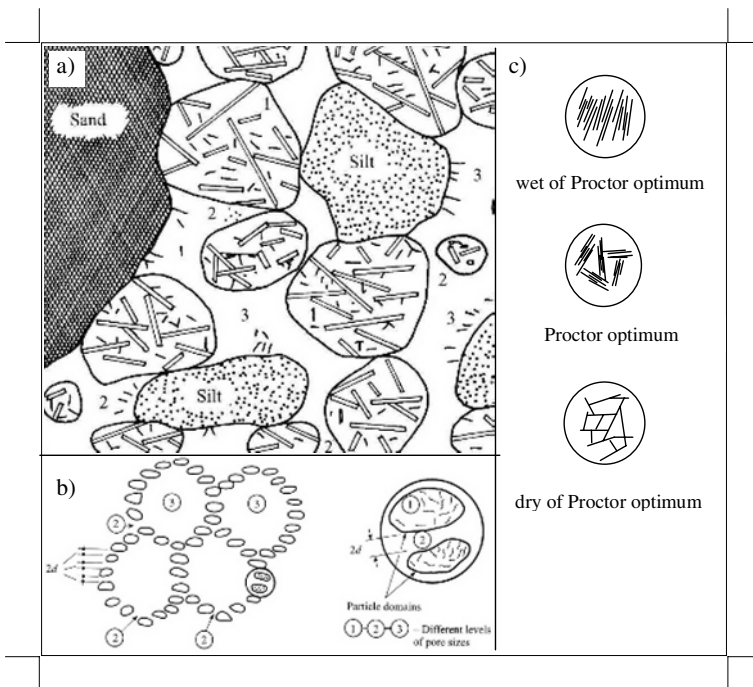 a)
Sand
1
Silt
3
2
1
2
3
1
3
2
Silt
2
b)
3
3
2
2d
2
2
1
2
2d
Particle domains
1 - 2 - 3 – Different levels
of pore sizes
c)
wet of Proctor optimum
Proctor optimum
dry of Proctor optimum